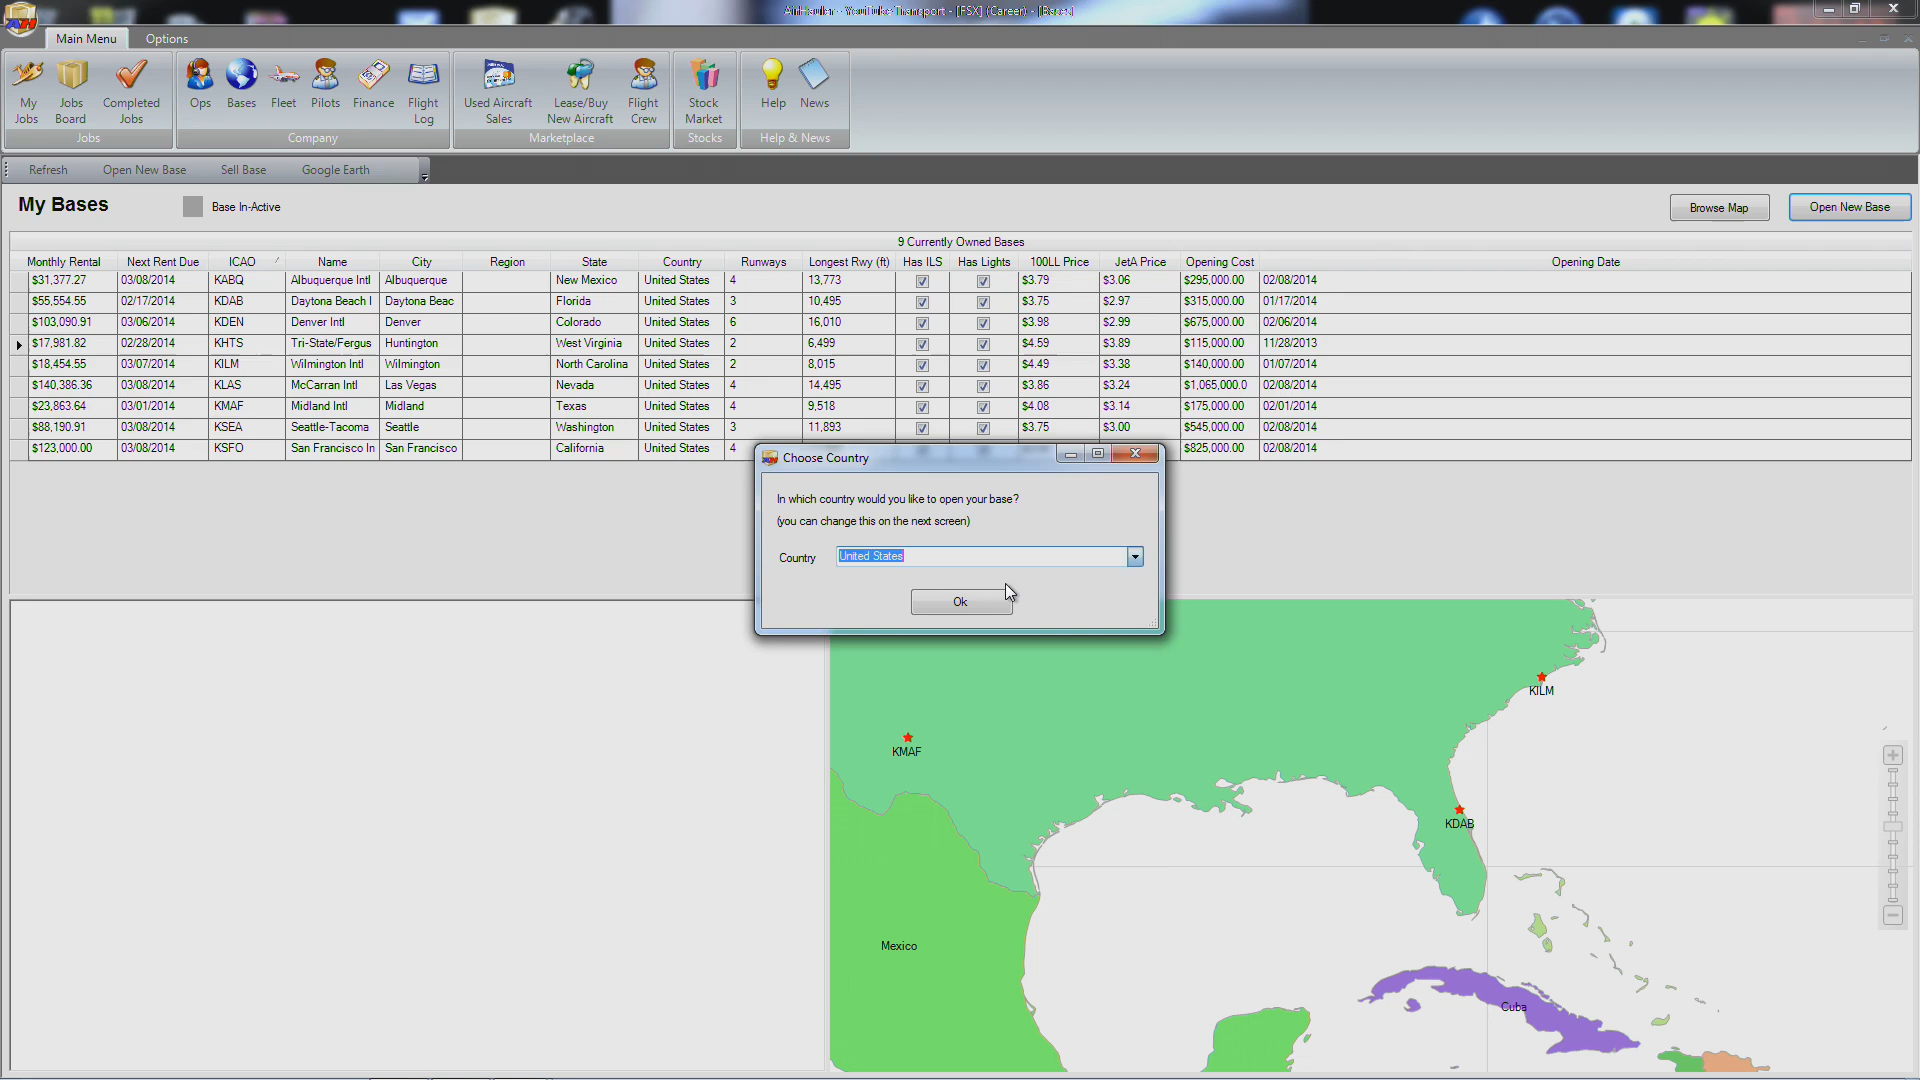 AirHauler - YouTube Transport - [FSX] (Career) - [Bases]
Main Menu Options
My Jobs
Jobs Board
Completed Jobs
Jobs
Ops
Bases
Fleet
Pilots
Finance
Flight Log
Company
Used Aircraft Sales
Lease/Buy New Aircraft
Flight Crew
Marketplace
Stock Market
Stocks
Help
News
Help & News
Refresh Open New Base Sell Base Google Earth
My Bases Base In-Active Browse Map Open New Base
9 Currently Owned Bases
Monthly Rental Next Rent Due ICAO Name City Region State Country Runways Longest Rwy (ft) Has ILS Has Lights 100LL Price JetA Price Opening Cost Opening Date
$31,377.27 03/08/2014 KABQ Albuquerque Intl Albuquerque New Mexico United States 4 13,773 $3.79 $3.06 $295,000.00 02/08/2014
$55,554.55 02/17/2014 KDAB Daytona Beach I Daytona Beac Florida United States 3 10,495 $3.75 $2.97 $315,000.00 01/17/2014
$103,090.91 03/06/2014 KDEN Denver Intl Denver Colorado United States 6 16,010 $3.98 $2.99 $675,000.00 02/06/2014
$17,981.82 02/28/2014 KHTS Tri-State/Fergus Huntington West Virginia United States 2 6,499 $4.59 $3.89 $115,000.00 11/28/2013
$18,454.55 03/07/2014 KILM Wilmington Intl Wilmington North Carolina United States 2 8,015 $4.49 $3.38 $140,000.00 01/07/2014
$140,386.36 03/08/2014 KLAS McCarran Intl Las Vegas Nevada United States 4 14,495 $3.86 $3.24 $1,065,000.0 02/08/2014
$23,863.64 03/01/2014 KMAF Midland Intl Midland Texas United States 4 9,518 $4.08 $3.14 $175,000.00 02/01/2014
$88,190.91 03/08/2014 KSEA Seattle-Tacoma Seattle Washington United States 3 11,893 $3.75 $3.00 $545,000.00 02/08/2014
$123,000.00 03/08/2014 KSFO San Francisco In San Francisco California United States 4 $825,000.00 02/08/2014
Choose Country
In which country would you like to open your base?
(you can change this on the next screen)
Country United States
Ok
KILM
KMAF
KDAB
Mexico
Cuba